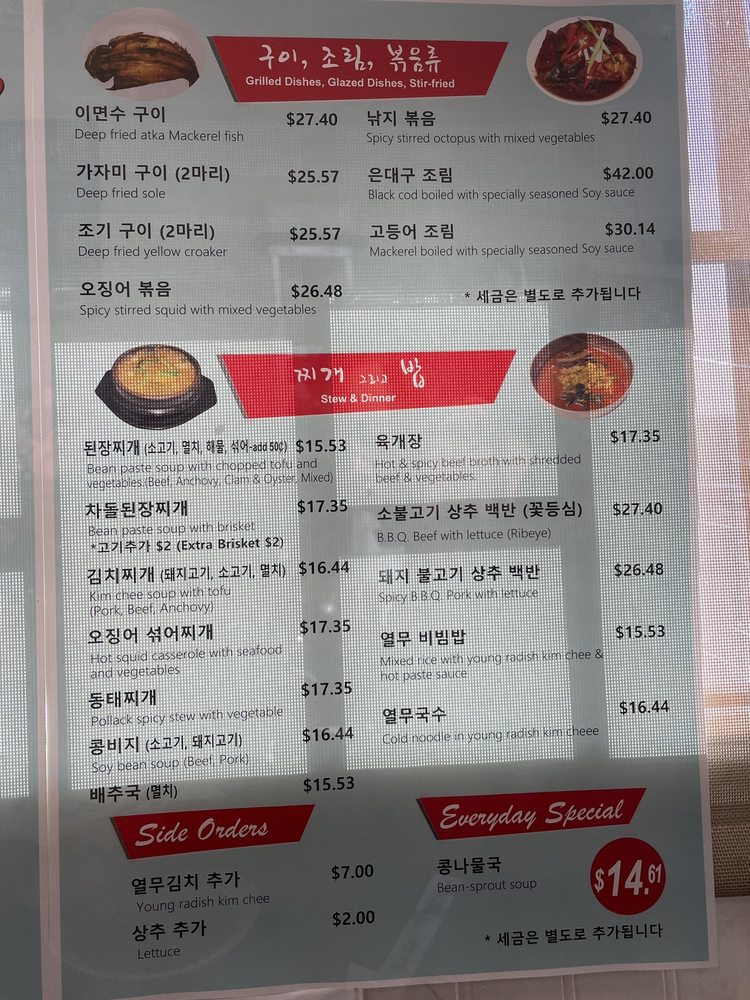 구이, 조림, 볶음류
Grilled Dishes, Glazed Dishes, Stir-fried
이면수 구이 $27.40
Deep fried atka Mackerel fish
가자미 구이 (2마리) $25.57
Deep fried sole
조기 구이 (2마리) $25.57
Deep fried yellow croaker
오징어 볶음 $26.48
Spicy stirred squid with mixed vegetables
낚지 볶음 $27.40
Spicy stirred octopus with mixed vegetables
은대구 조림 $42.00
Black cod boiled with specially seasoned Soy sauce
고등어 조림 $30.14
Mackerel boiled with specially seasoned Soy sauce
* 세금은 별도로 추가됩니다
찌개 그리고 밥
Stew & Dinner
된장찌개 (소고기, 멸치, 해물, 섞어-add 50¢) $15.53
Bean paste soup with chopped tofu and
vegetables (Beef, Anchovy, Clam & Oyster, Mixed)
차돌된장찌개 $17.35
Bean paste soup with brisket
*고기추가 $2 (Extra Brisket $2)
김치찌개 (돼지고기, 소고기, 멸치) $16.44
Kim chee soup with tofu
(Pork, Beef, Anchovy)
오징어 섞어찌개 $17.35
Hot squid casserole with seafood
and vegetables
동태찌개 $17.35
Pollack spicy stew with vegetable
콩비지 (소고기, 돼지고기) $16.44
Soy bean soup (Beef, Pork)
배추국 (멸치) $15.53
육개장 $17.35
Hot & spicy beef broth with shredded
beef & vegetables
소불고기 상추 백반 (꽃등심) $27.40
B.B.Q. Beef with lettuce (Ribeye)
돼지 불고기 상추 백반 $26.48
Spicy B.B.Q. Pork with lettuce
열무 비빔밥 $15.53
Mixed rice with young radish kim chee &
hot paste sauce
열무국수 $16.44
Cold noodle in young radish kim cheee
Side Orders
열무김치 추가 $7.00
Young radish kim chee
상추 추가 $2.00
Lettuce
Everyday Special
콩나물국 $14.61
Bean-sprout soup
* 세금은 별도로 추가됩니다